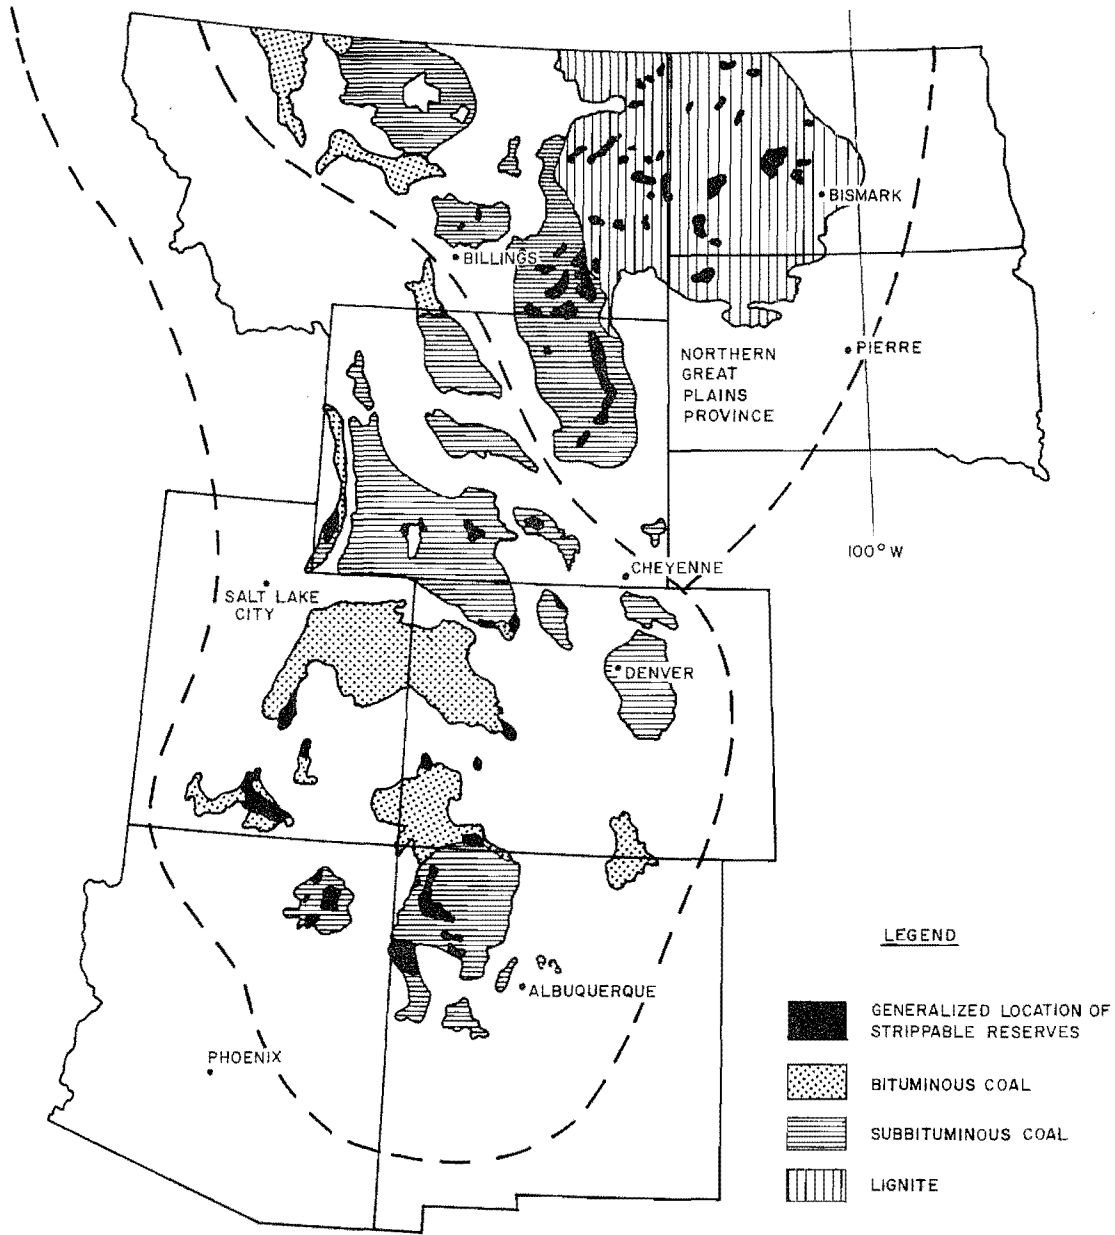 BISMARK
BILLINGS
PIERRE
NORTHERN
GREAT
PLAINS
PROVINCE
100° W
CHEYENNE
SALT LAKE
CITY
DENVER
LEGEND
ALBUQUERQUE
GENERALIZED LOCATION OF
STRIPPABLE RESERVES
PHOENIX
BITUMINOUS COAL
SUBBITUMINOUS COAL
LIGNITE